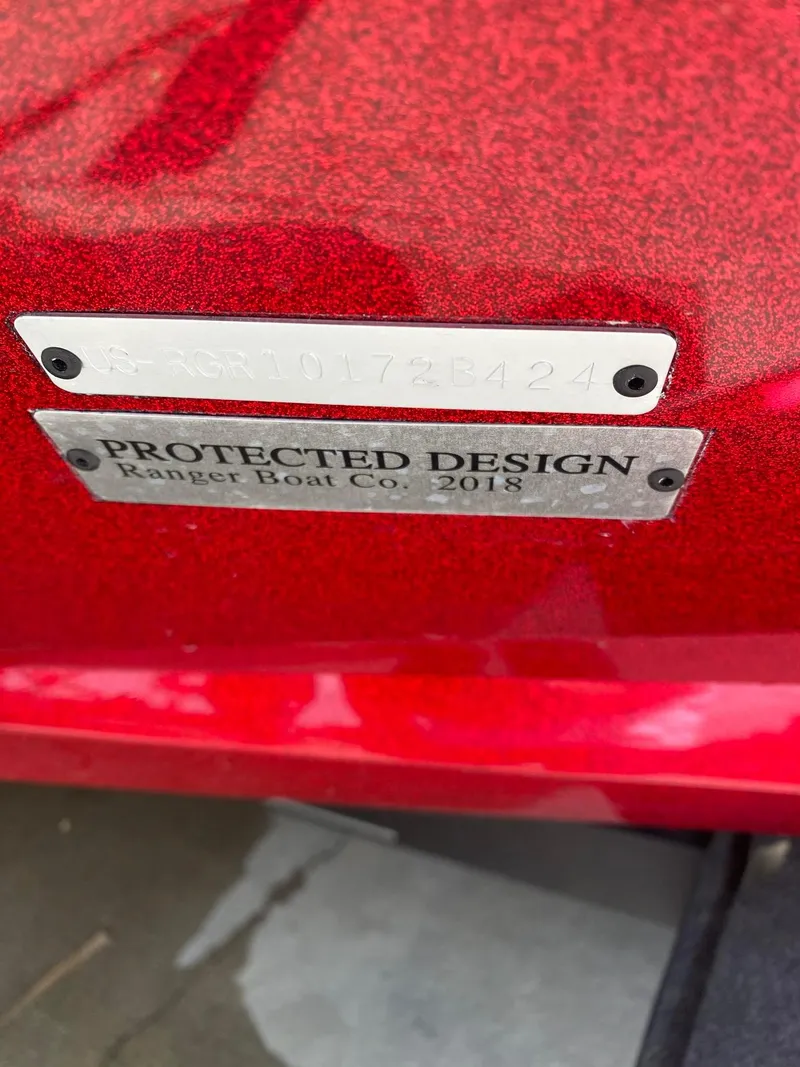 US-RGR10172B424
PROTECTED DESIGN
Ranger Boat Co. 2018